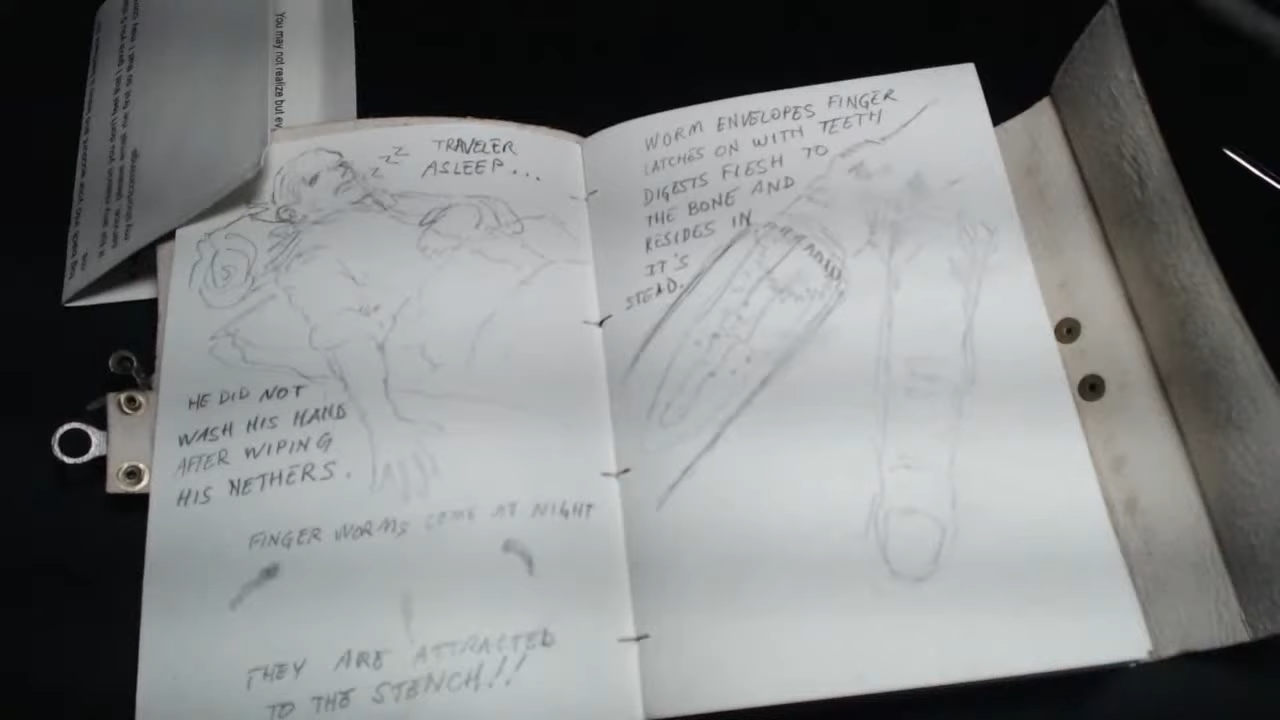 You may not realize but
zzz
TRAVELER
ASLEEP...
HE DID NOT
WASH HIS HAND
AFTER WIPING
HIS NETHERS.
FINGER WORMS COME AT NIGHT
THEY ARE ATTRACTED
TO THE STENCH!!
WORM ENVELOPES FINGER
LATCHES ON WITH TEETH
DIGESTS FLESH TO
THE BONE AND
RESIDES IN
IT'S
STEAD.